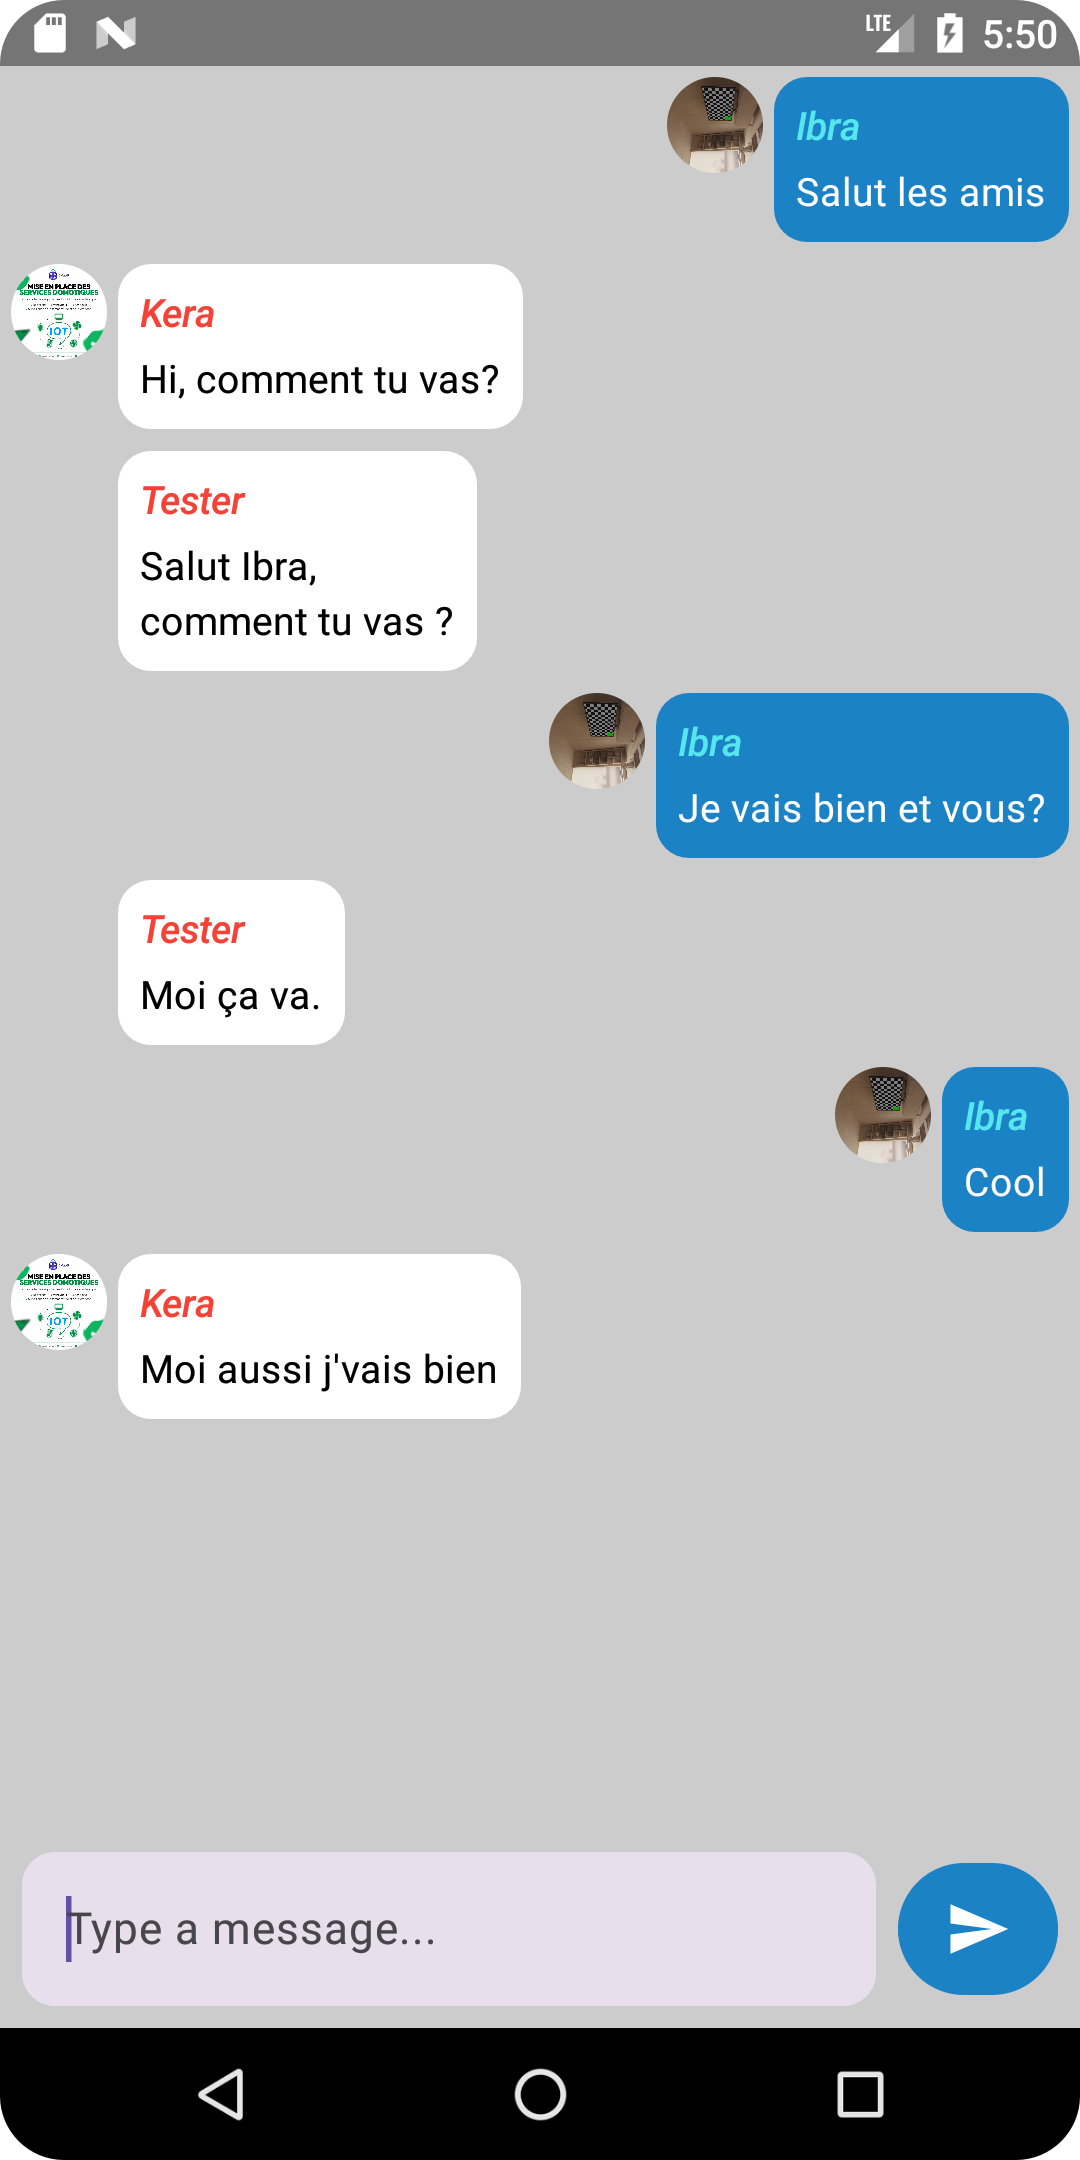 LTE 5:50
Ibra
Salut les amis
MISE EN PLACE DES
SERVICES DOMOTIQUES
IOT
Kera
Hi, comment tu vas?
Tester
Salut Ibra,
comment tu vas ?
Ibra
Je vais bien et vous?
Tester
Moi ça va.
Ibra
Cool
MISE EN PLACE DES
SERVICES DOMOTIQUES
IOT
Kera
Moi aussi j'vais bien
Type a message...